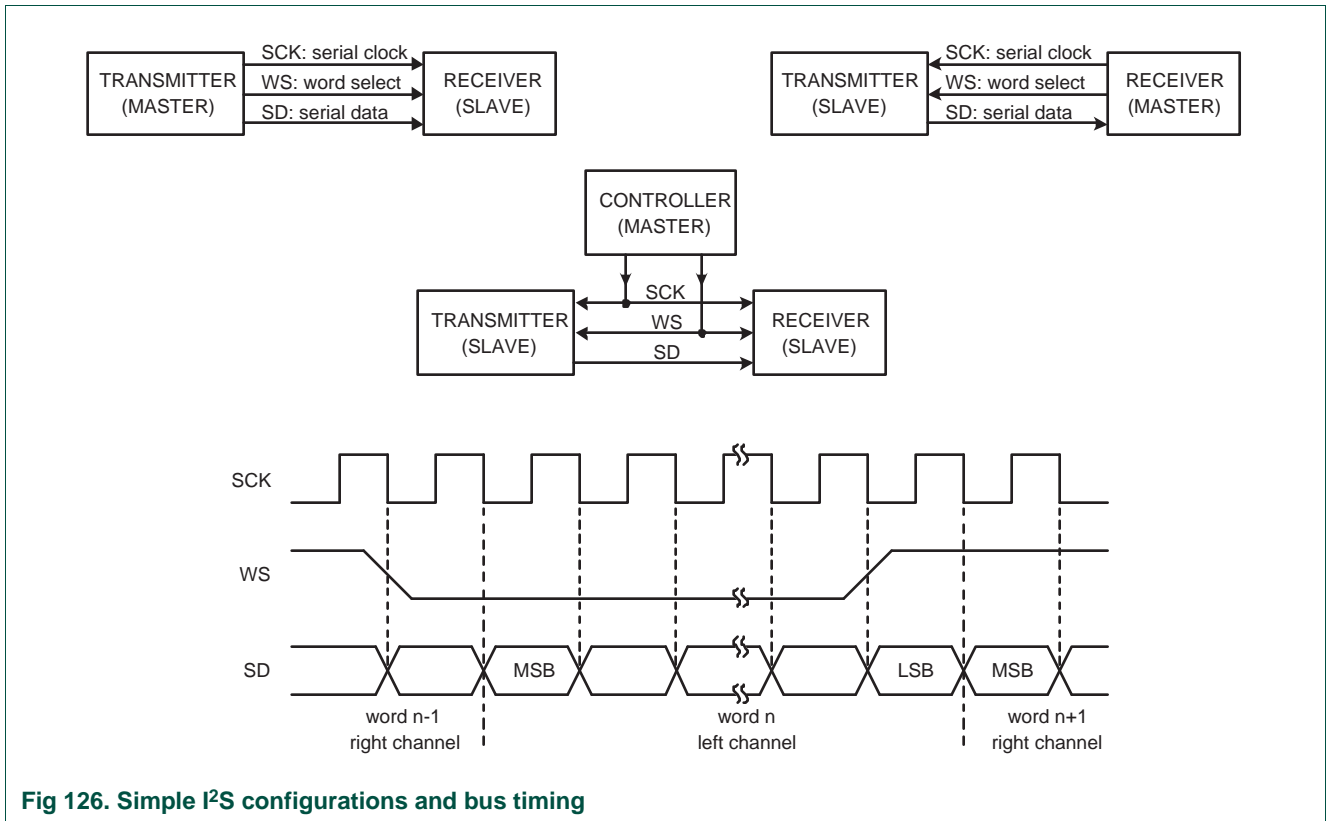 TRANSMITTER
(MASTER)
SCK: serial clock
WS: word select
SD: serial data
RECEIVER
(SLAVE)
TRANSMITTER
(SLAVE)
SCK: serial clock
WS: word select
SD: serial data
RECEIVER
(MASTER)
CONTROLLER
(MASTER)
TRANSMITTER
(SLAVE)
SCK
WS
SD
RECEIVER
(SLAVE)
SCK
WS
SD
MSB
LSB
MSB
word n-1
right channel
word n
left channel
word n+1
right channel
Fig 126. Simple I²S configurations and bus timing